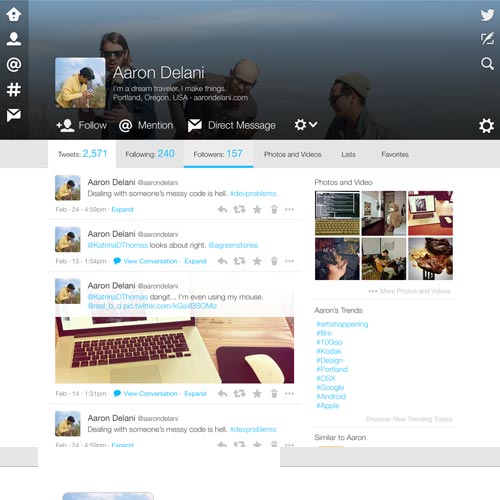 Aaron Delani
I'm a dream traveler, I make things.
Portland, Oregon, USA · aarondelani.com
Follow
Mention
Direct Message
Tweets: 2,571
Following: 240
Followers: 157
Photos and Videos
Lists
Favorites
Aaron Delani @aarondelani
Dealing with someone's messy code is hell. #devproblems
Feb - 24 - 4:59pm · Expand
Aaron Delani @aarondelani
@KatrinaDThomas looks about right. @agreenstories
Feb - 15 - 1:54pm · View Conversation · Expand
Aaron Delani @aarondelani
@KatrinaDThomas dangit... I'm even using my mouse.
@real_b_d pic.twitter.com/kGs4BSOMlz
Feb - 14 - 1:31pm · View Conversation · Expand
Aaron Delani @aarondelani
Dealing with someone's messy code is hell. #devproblems
Feb - 24 - 4:59pm · Expand
Photos and Video
More Photos and Videos
Aaron's Trends
#artishappening
#film
#100iso
#Kodak
#Design
#Portland
#OSX
#Google
#Android
#Apple
Discover New Trending Topics
Similar to Aaron